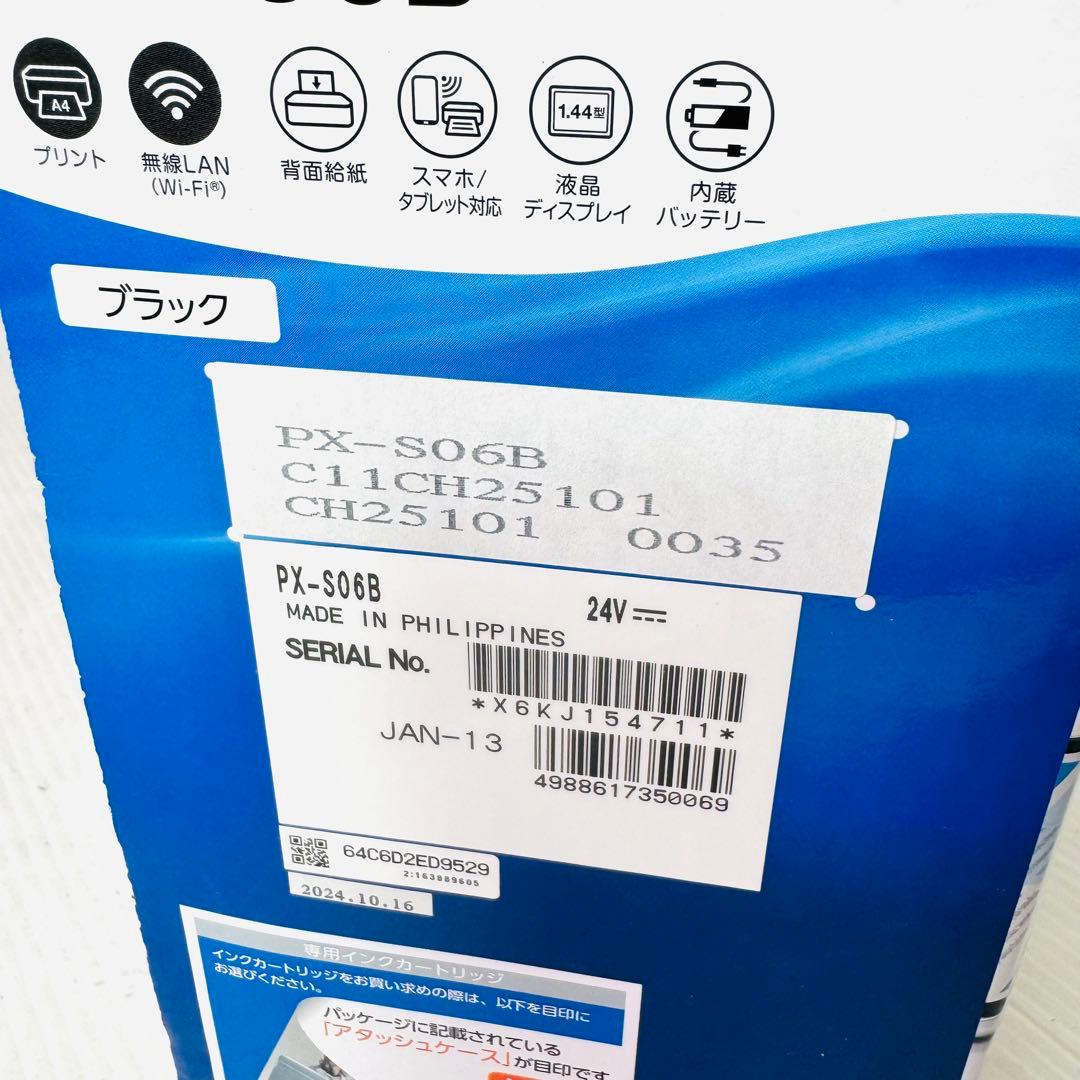 A4
1.44型
プリント
無線LAN
(Wi-Fi®)
背面給紙
スマホ/
タブレット対応
液晶
ディスプレイ
内蔵
バッテリー
ブラック
PX-S06B
C11CH25101
CH25101 0035
PX-S06B
24V
MADE IN PHILIPPINES
SERIAL No.
*X6KJ154711*
JAN-13
4988617350069
64C6D2ED9529
2:163889605
2024.10.16
専用インクカートリッジ
インクカートリッジをお買い求めの際は、以下を目印に
お選びください。
パッケージに記載されている
「アタッシュケース」が目印です